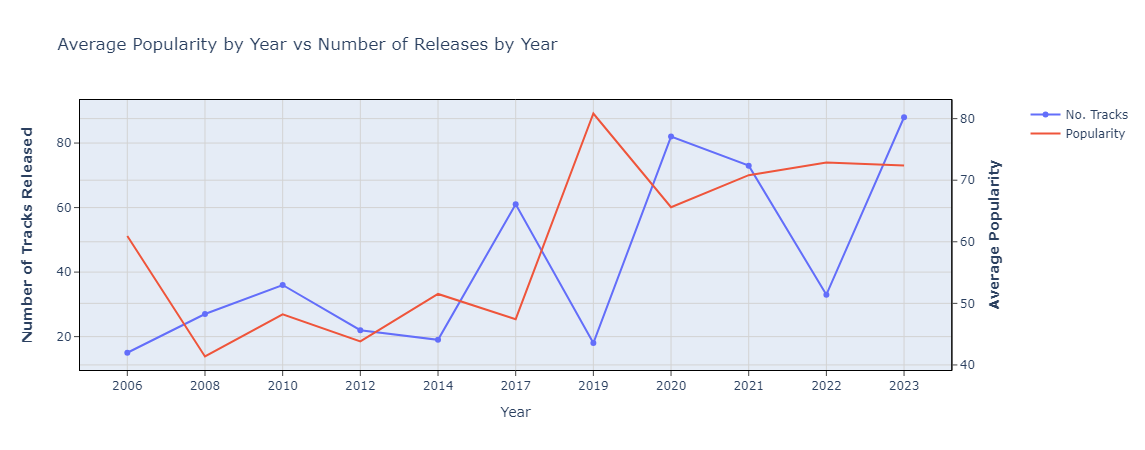 Average Popularity by Year vs Number of Releases by Year
No. Tracks
Popularity
Number of Tracks Released
80
60
40
20
80
70
60
50
40
Average Popularity
2006 2008 2010 2012 2014 2017 2019 2020 2021 2022 2023
Year